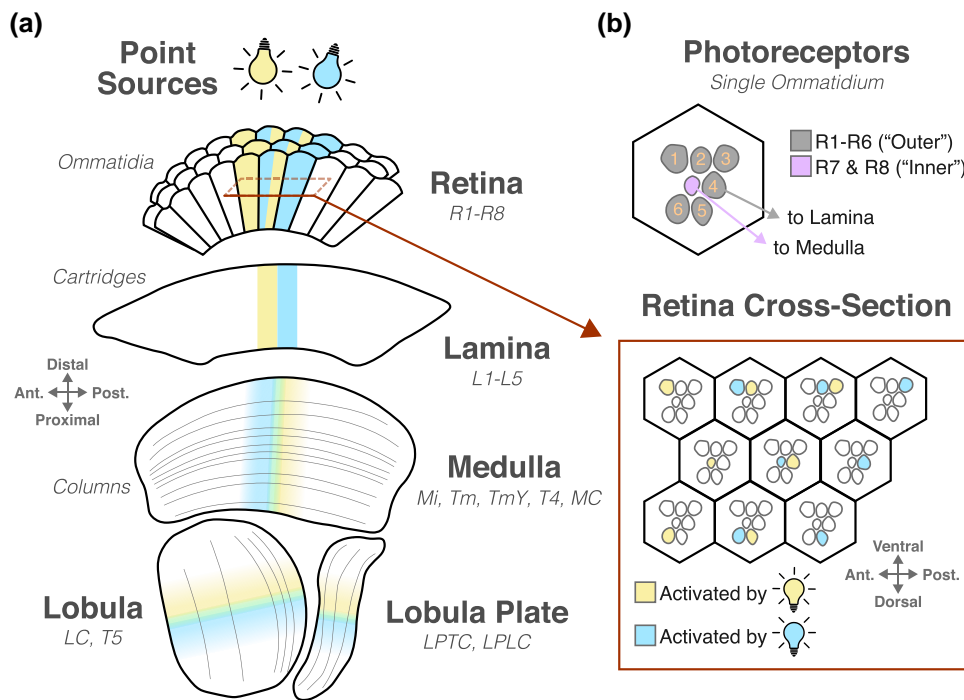 (a)
Point
Sources
Ommatidia
Retina
R1-R8
Cartridges
Lamina
L1-L5
Distal
Ant.
Post.
Proximal
Columns
Medulla
Mi, Tm, TmY, T4, MC
Lobula
LC, T5
Lobula Plate
LPTC, LPLC
(b)
Photoreceptors
Single Ommatidium
1 2 3
4
6 5
R1-R6 (“Outer”)
R7 & R8 (“Inner”)
to Lamina
to Medulla
Retina Cross-Section
Ventral
Ant.
Post.
Dorsal
Activated by
Activated by